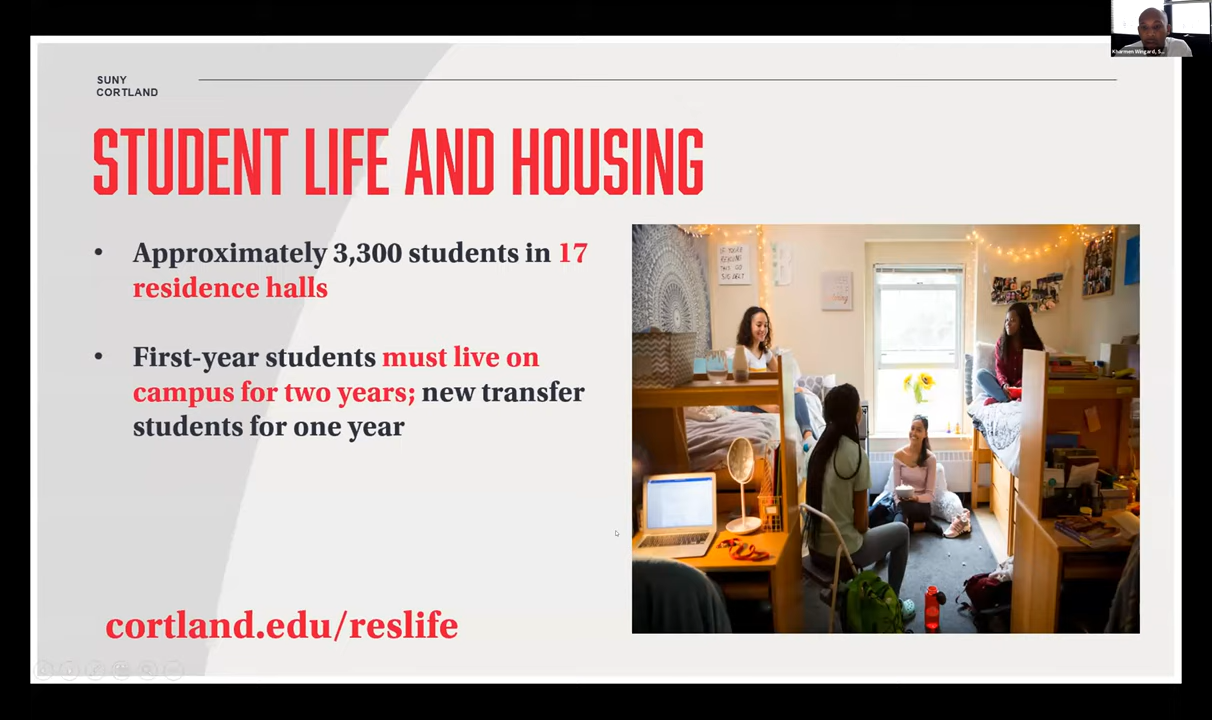 SUNY
CORTLAND
STUDENT LIFE AND HOUSING
• Approximately 3,300 students in 17
residence halls
• First-year students must live on
campus for two years; new transfer
students for one year
cortland.edu/reslife